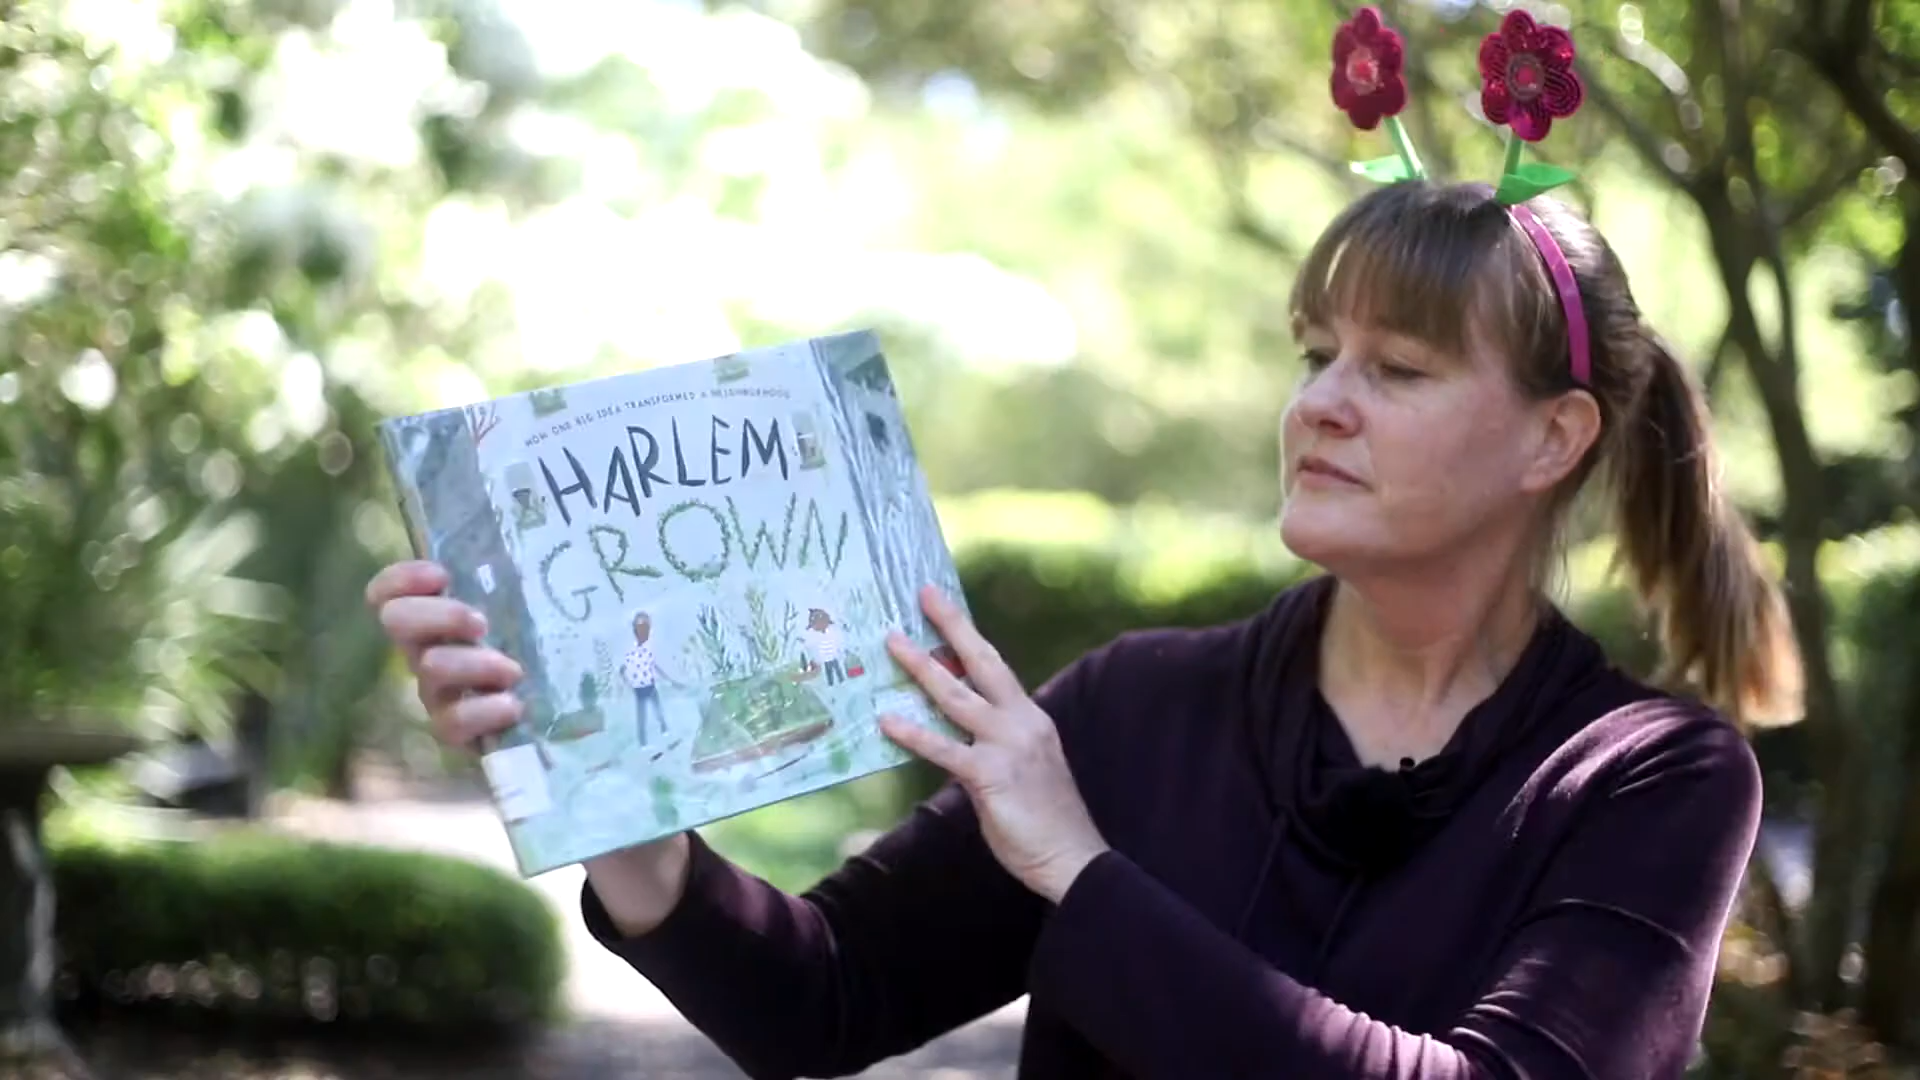 HOW ONE BIG IDEA TRANSFORMED A NEIGHBORHOOD
HARLEM
GROWN